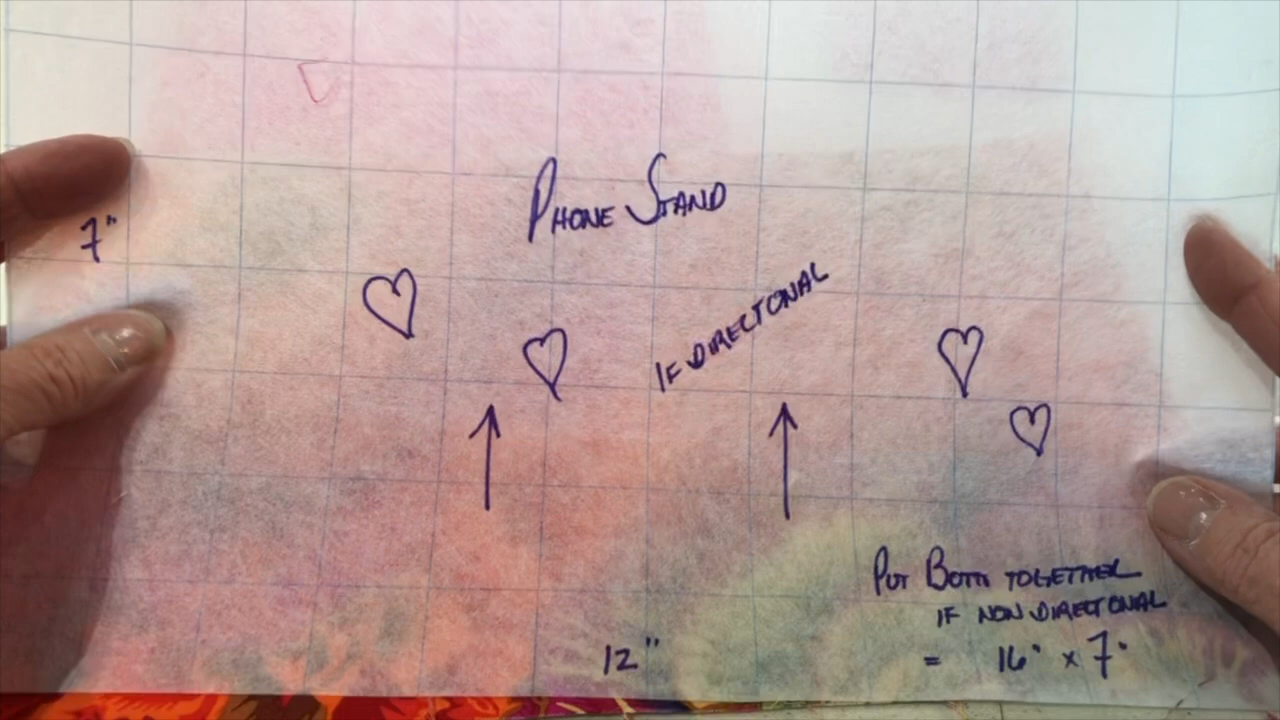 PHONE STAND
7"
IF DIRECTIONAL
PUT BOTH TOGETHER
IF NON DIRECTIONAL
= 16" x 7"
12"